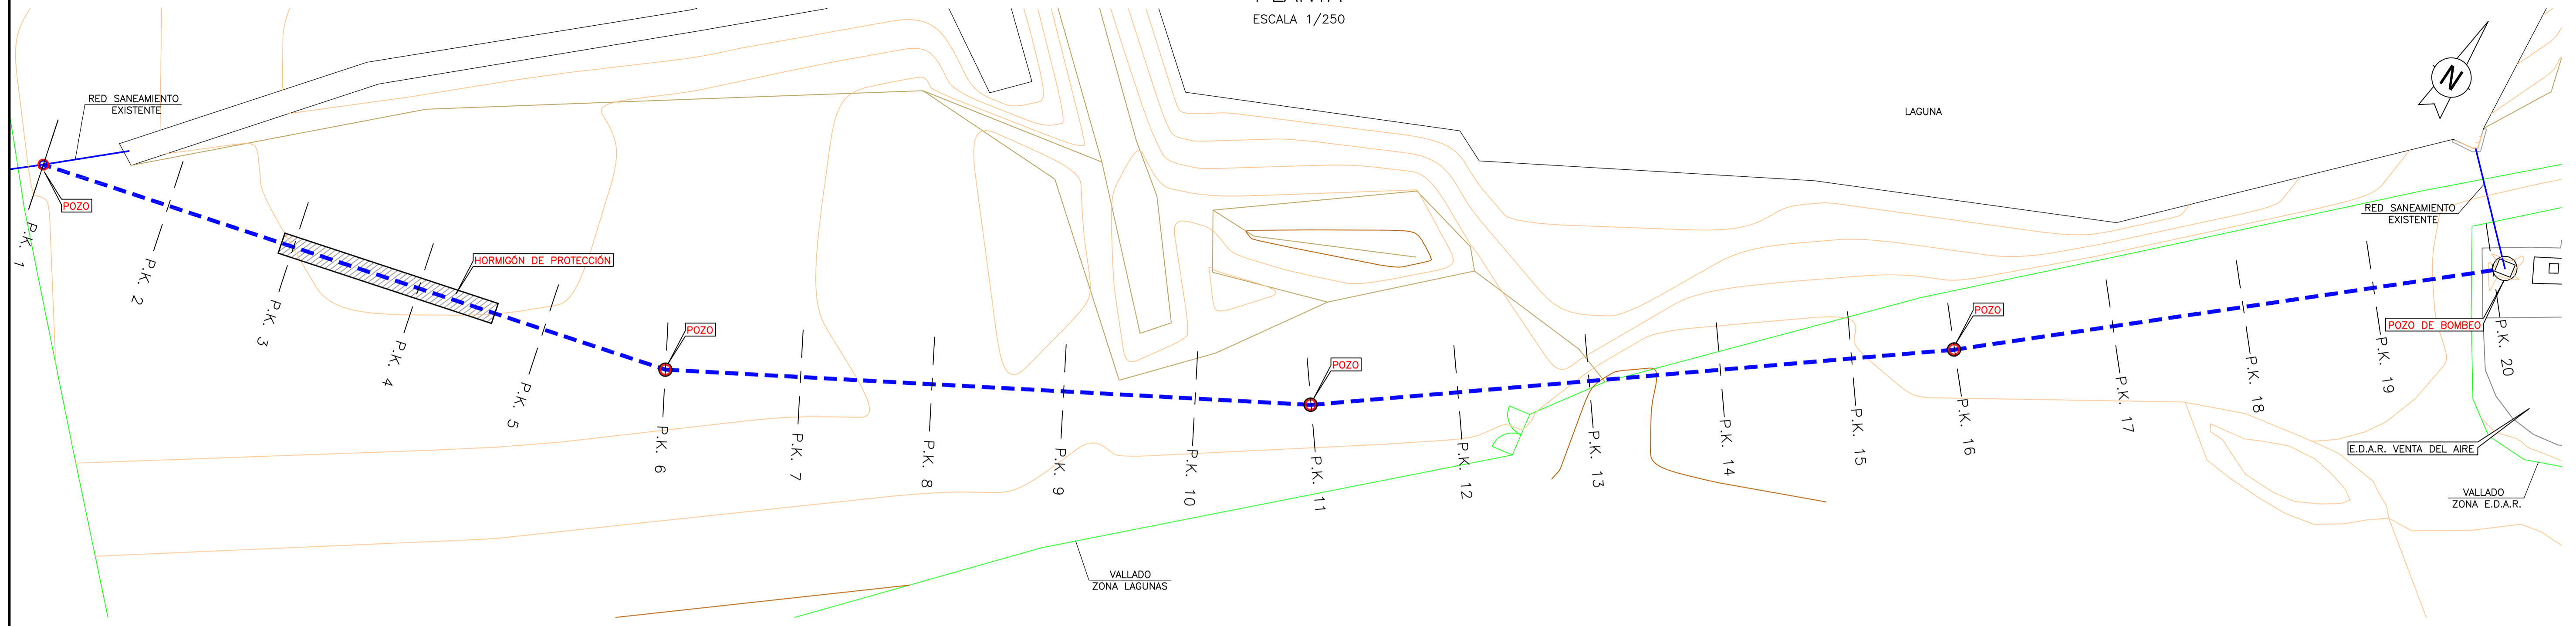 ESCALA 1/250
N
LAGUNA
RED SANEAMIENTO
EXISTENTE
POZO
HORMIGÓN DE PROTECCIÓN
POZO
POZO
POZO
RED SANEAMIENTO
EXISTENTE
POZO DE BOMBEO
E.D.A.R. VENTA DEL AIRE
VALLADO
ZONA E.D.A.R.
VALLADO
ZONA LAGUNAS
P.K. 1
P.K. 2
P.K. 3
P.K. 4
P.K. 5
P.K. 6
P.K. 7
P.K. 8
P.K. 9
P.K. 10
P.K. 11
P.K. 12
P.K. 13
P.K. 14
P.K. 15
P.K. 16
P.K. 17
P.K. 18
P.K. 19
P.K. 20